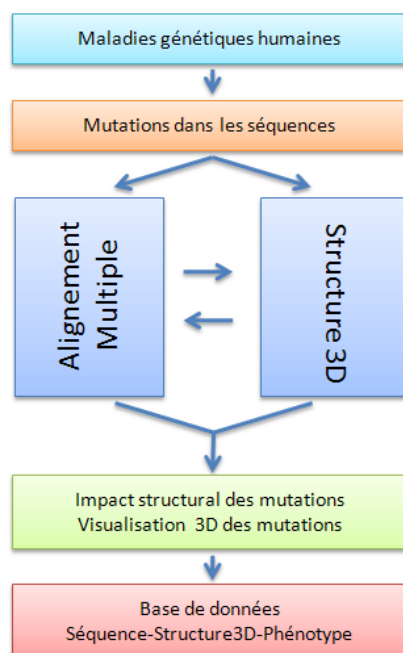 Maladies génétiques humaines
Mutations dans les séquences
Alignement
Multiple
Structure 3D
Impact structural des mutations
Visualisation 3D des mutations
Base de données
Séquence-Structure3D-Phénotype